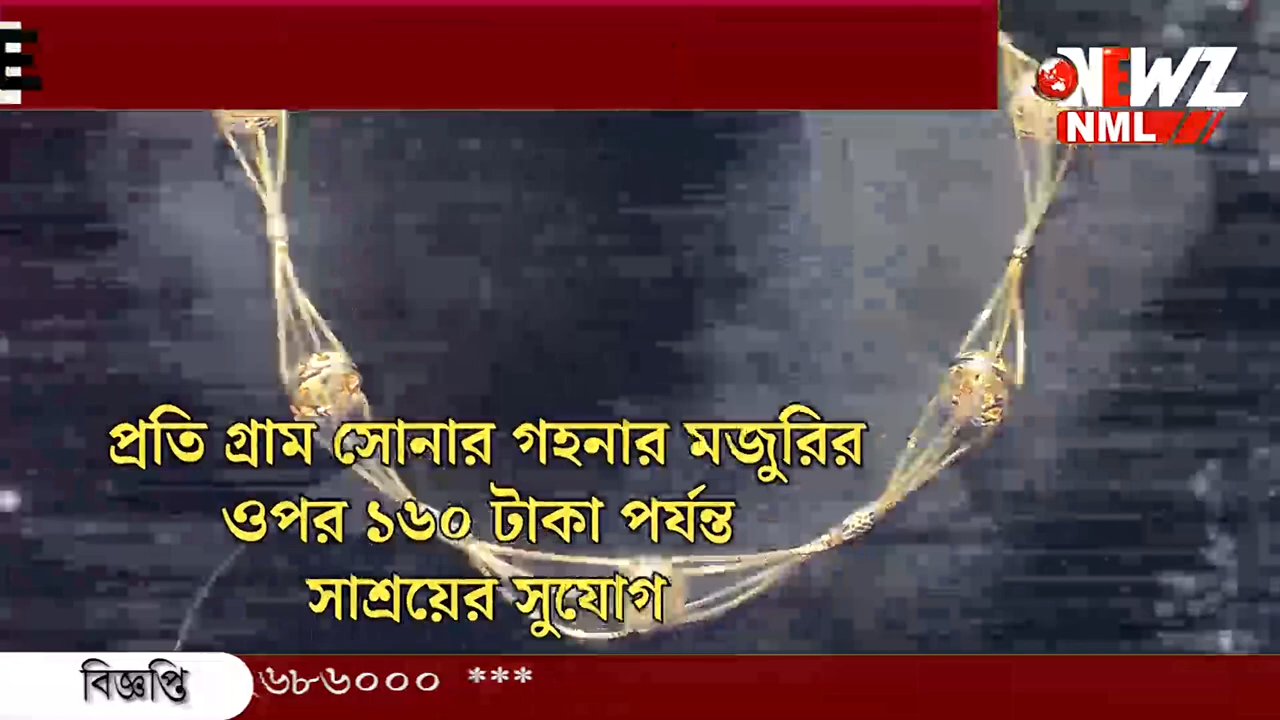 E
NEWZ
NML
প্রতি গ্রাম সোনার গহনার মজুরির
ওপর ১৬০ টাকা পর্যন্ত
সাশ্রয়ের সুযোগ
বিজ্ঞপ্তি
৬৮৬০০০ ***